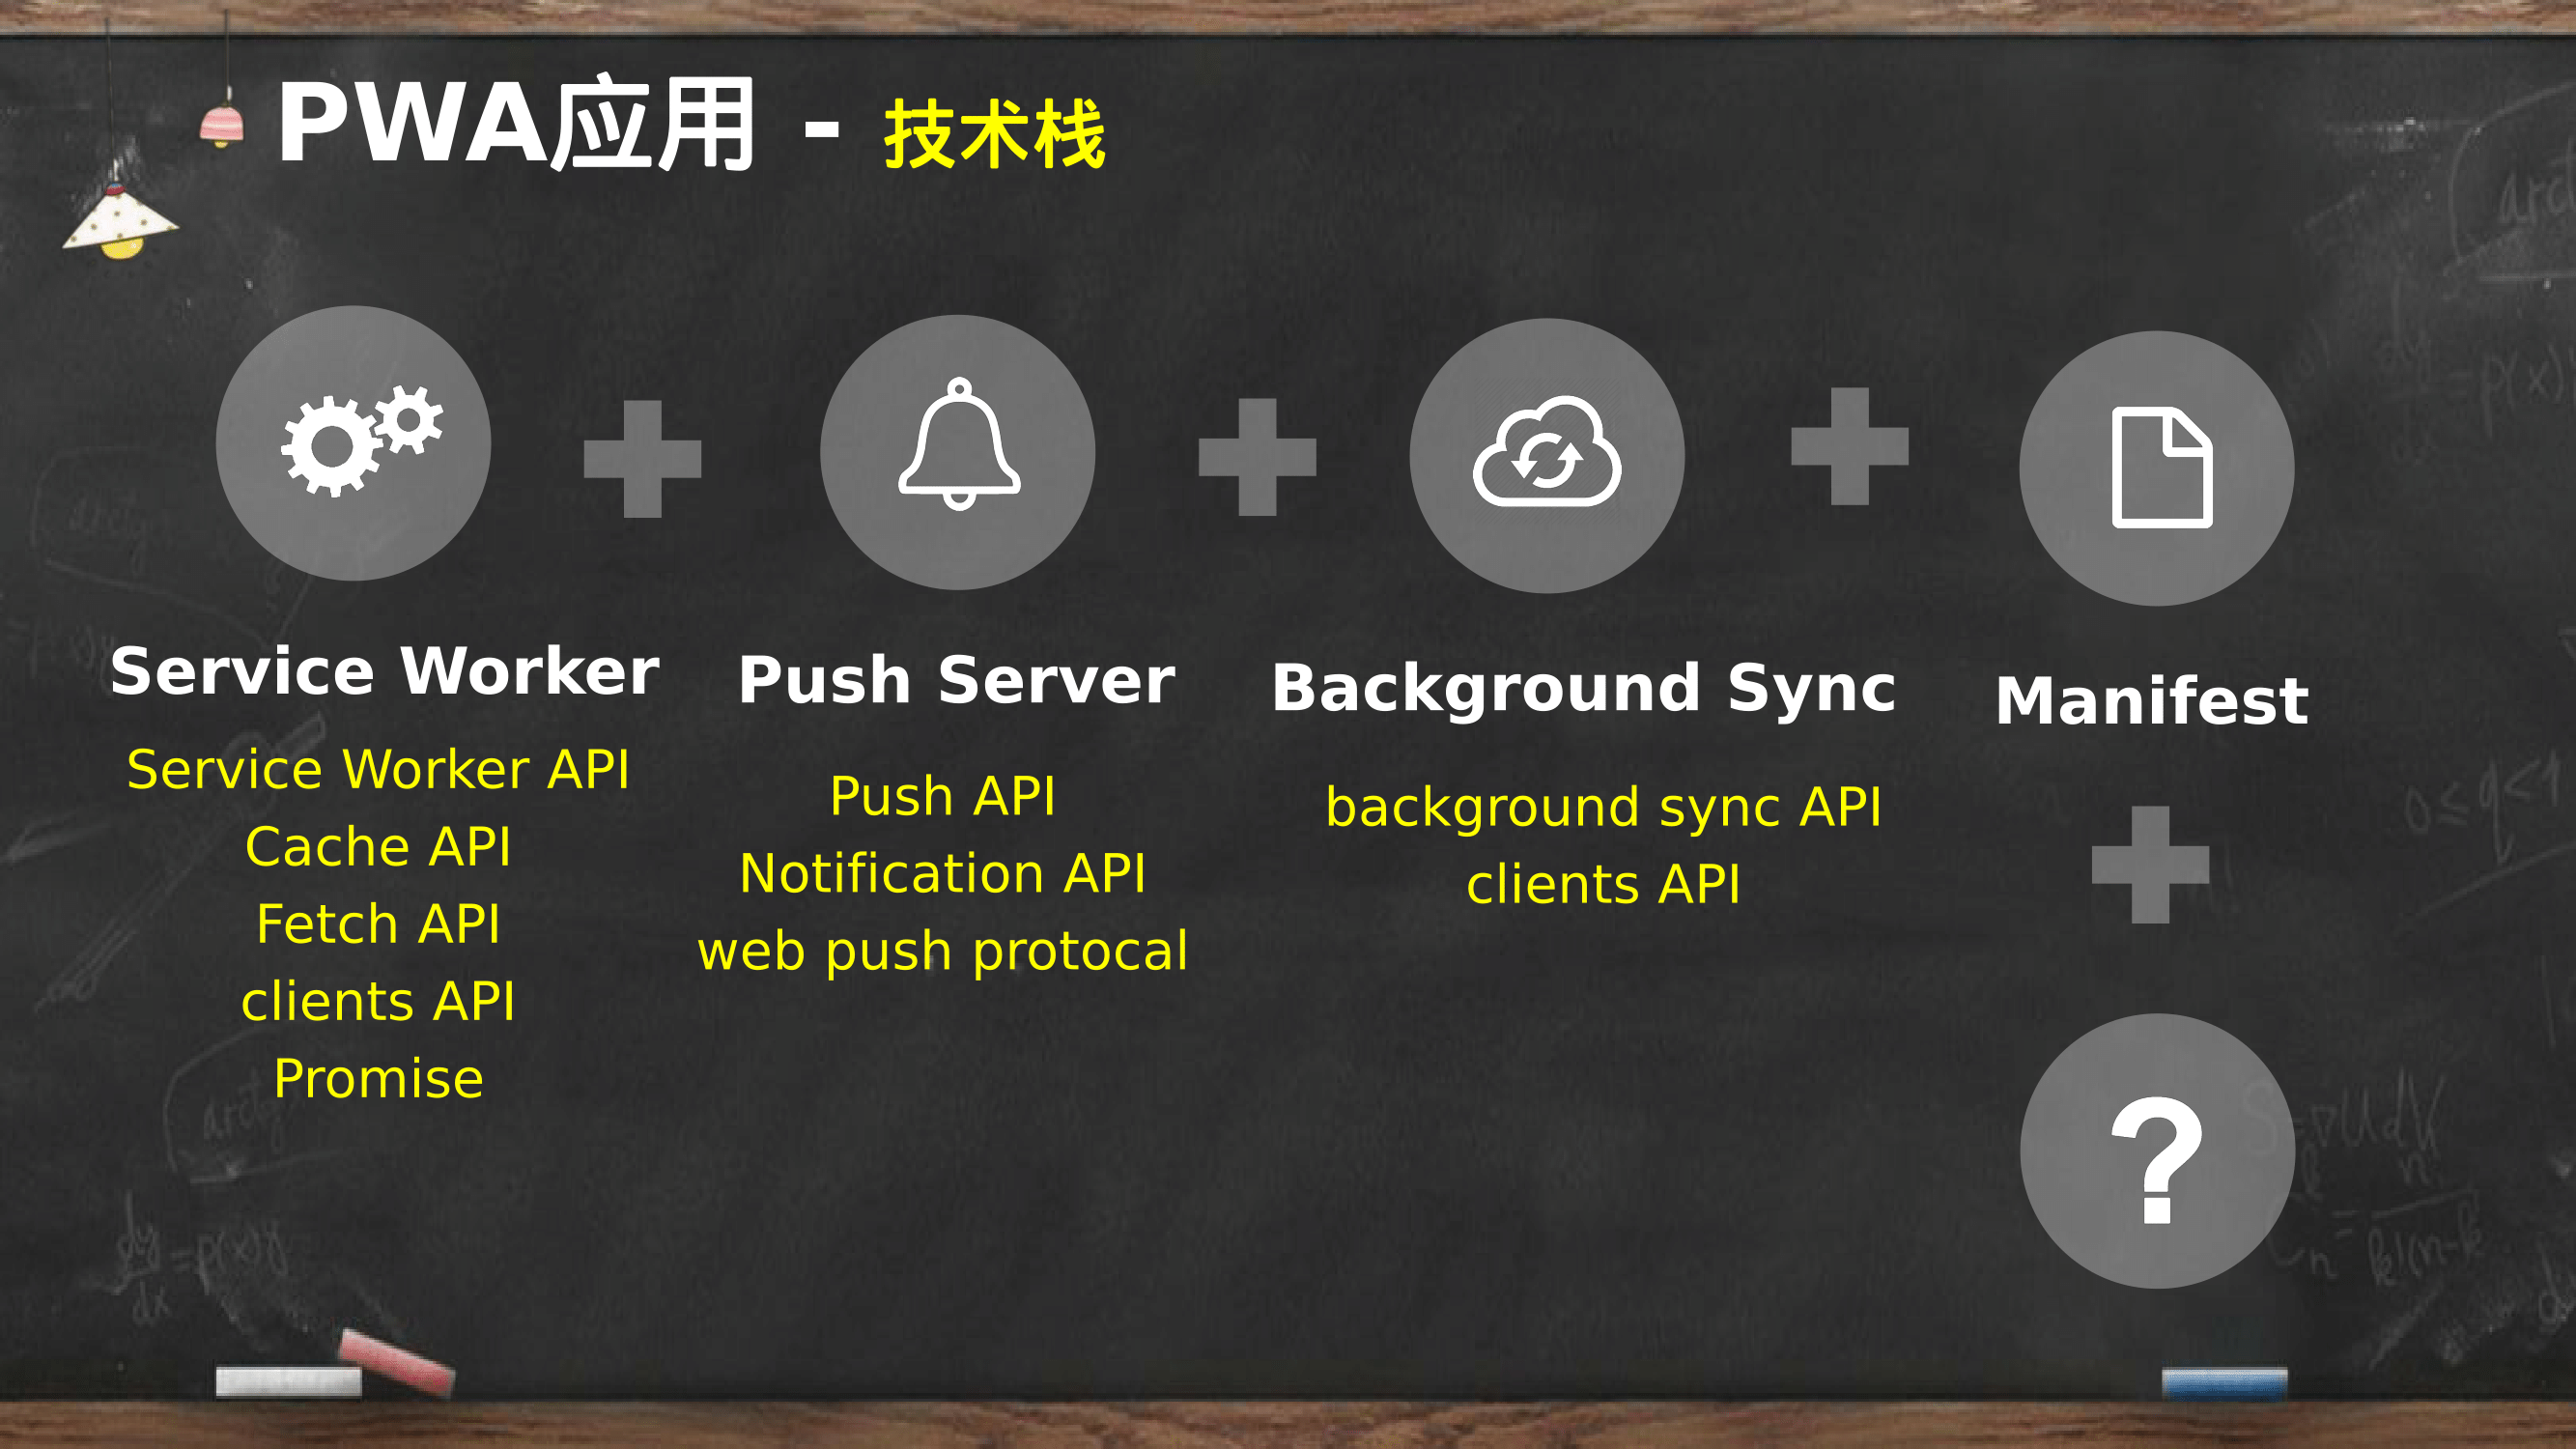 PWA应用 - 技术栈
Service Worker
Service Worker API
Cache API
Fetch API
clients API
Promise
Push Server
Push API
Notification API
web push protocal
Background Sync
background sync API
clients API
Manifest
?